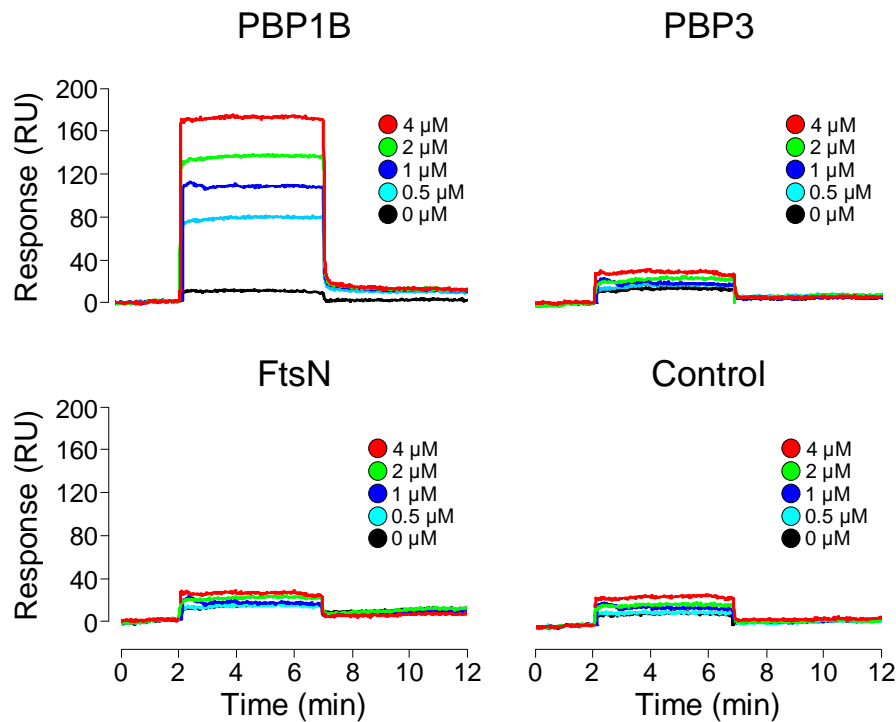 PBP1B
PBP3
Response (RU)
200
160
120
80
40
0
4 µM
2 µM
1 µM
0.5 µM
0 µM
4 µM
2 µM
1 µM
0.5 µM
0 µM
FtsN
Control
Response (RU)
200
160
120
80
40
0
4 µM
2 µM
1 µM
0.5 µM
0 µM
4 µM
2 µM
1 µM
0.5 µM
0 µM
0 2 4 6 8 10 12
0 2 4 6 8 10 12
Time (min)
Time (min)